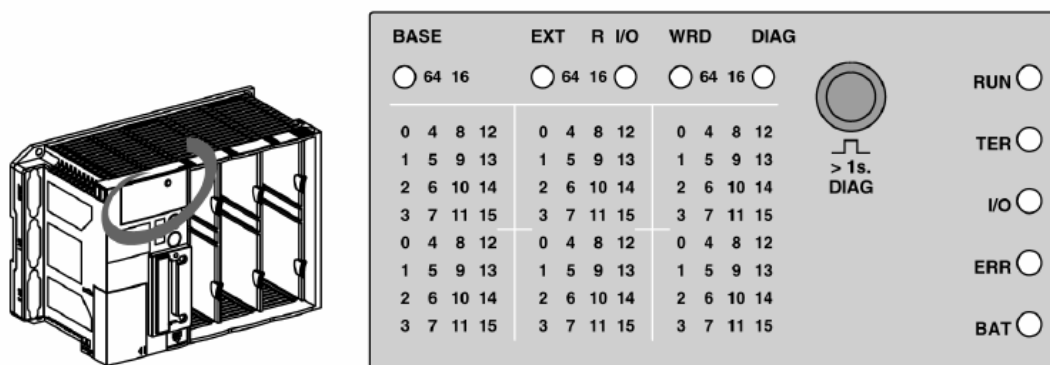 BASE EXT R I/O WRD DIAG
64 16 64 16 64 16
RUN
0 4 8 12 0 4 8 12 0 4 8 12
TER
1 5 9 13 1 5 9 13 1 5 9 13
> 1s.
2 6 10 14 2 6 10 14 2 6 10 14
DIAG
I/O
3 7 11 15 3 7 11 15 3 7 11 15
0 4 8 12 0 4 8 12 0 4 8 12
1 5 9 13 1 5 9 13 1 5 9 13
ERR
2 6 10 14 2 6 10 14 2 6 10 14
3 7 11 15 3 7 11 15 3 7 11 15
BAT